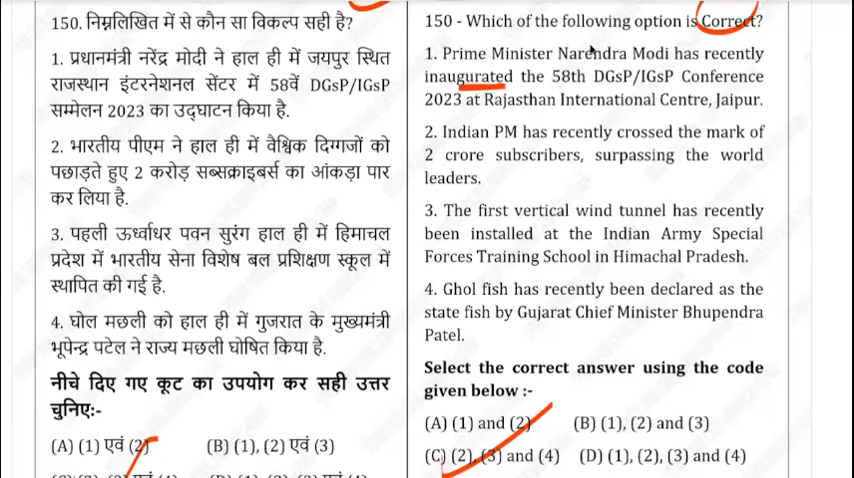 150. निम्नलिखित में से कौन सा विकल्प सही है?
1. प्रधानमंत्री नरेंद्र मोदी ने हाल ही में जयपुर स्थित
राजस्थान इंटरनेशनल सेंटर में 58वें DGsP/IGsP
सम्मेलन 2023 का उद्घाटन किया है.
2. भारतीय पीएम ने हाल ही में वैश्विक दिग्गजों को
पछाड़ते हुए 2 करोड़ सब्सक्राइबर्स का आंकड़ा पार
कर लिया है.
3. पहली ऊर्ध्वाधर पवन सुरंग हाल ही में हिमाचल
प्रदेश में भारतीय सेना विशेष बल प्रशिक्षण स्कूल में
स्थापित की गई है.
4. घोल मछली को हाल ही में गुजरात के मुख्यमंत्री
भूपेन्द्र पटेल ने राज्य मछली घोषित किया है.
नीचे दिए गए कूट का उपयोग कर सही उत्तर
चुनिए:-
(A) (1) एवं (2) (B) (1), (2) एवं (3)
150 - Which of the following option is Correct?
1. Prime Minister Narendra Modi has recently
inaugurated the 58th DGsP/IGsP Conference
2023 at Rajasthan International Centre, Jaipur.
2. Indian PM has recently crossed the mark of
2 crore subscribers, surpassing the world
leaders.
3. The first vertical wind tunnel has recently
been installed at the Indian Army Special
Forces Training School in Himachal Pradesh.
4. Ghol fish has recently been declared as the
state fish by Gujarat Chief Minister Bhupendra
Patel.
Select the correct answer using the code
given below :-
(A) (1) and (2) (B) (1), (2) and (3)
(C) (2), (3) and (4) (D) (1), (2), (3) and (4)